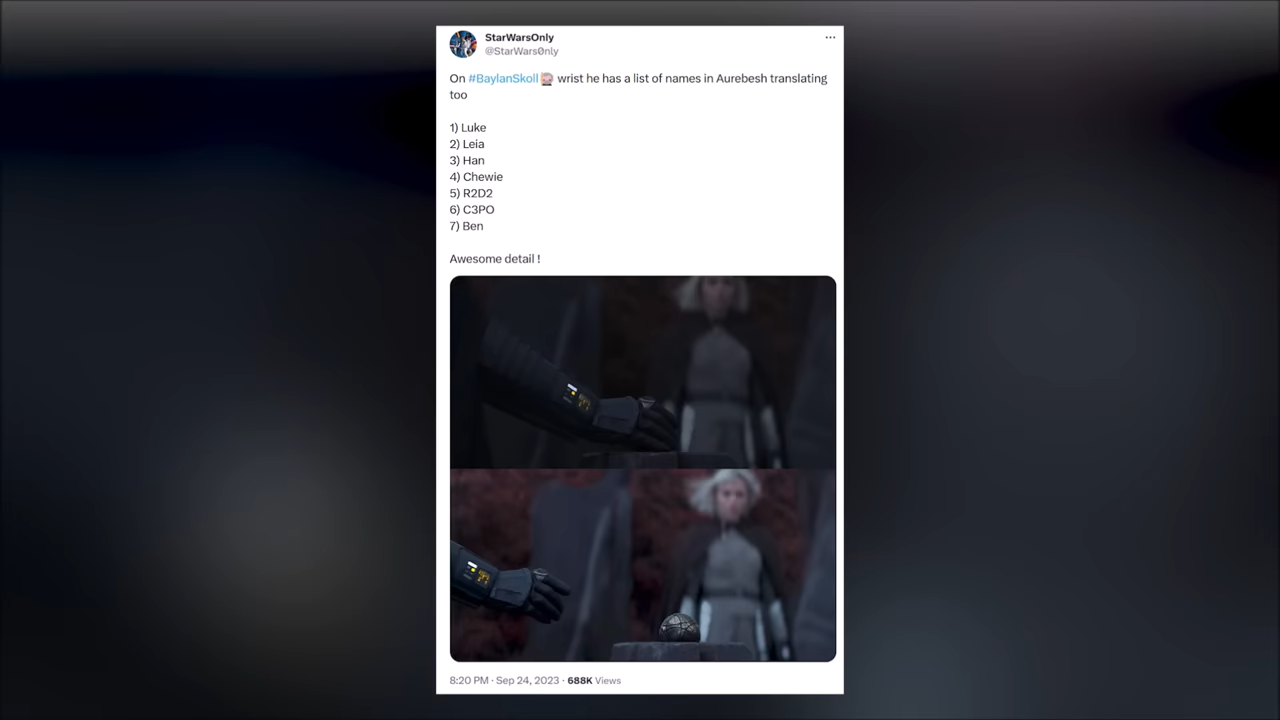 StarWarsOnly
@StarWars0nly
On #BaylanSkoll wrist he has a list of names in Aurebesh translating
too
1) Luke
2) Leia
3) Han
4) Chewie
5) R2D2
6) C3PO
7) Ben
Awesome detail !
8:20 PM · Sep 24, 2023 · 688K Views